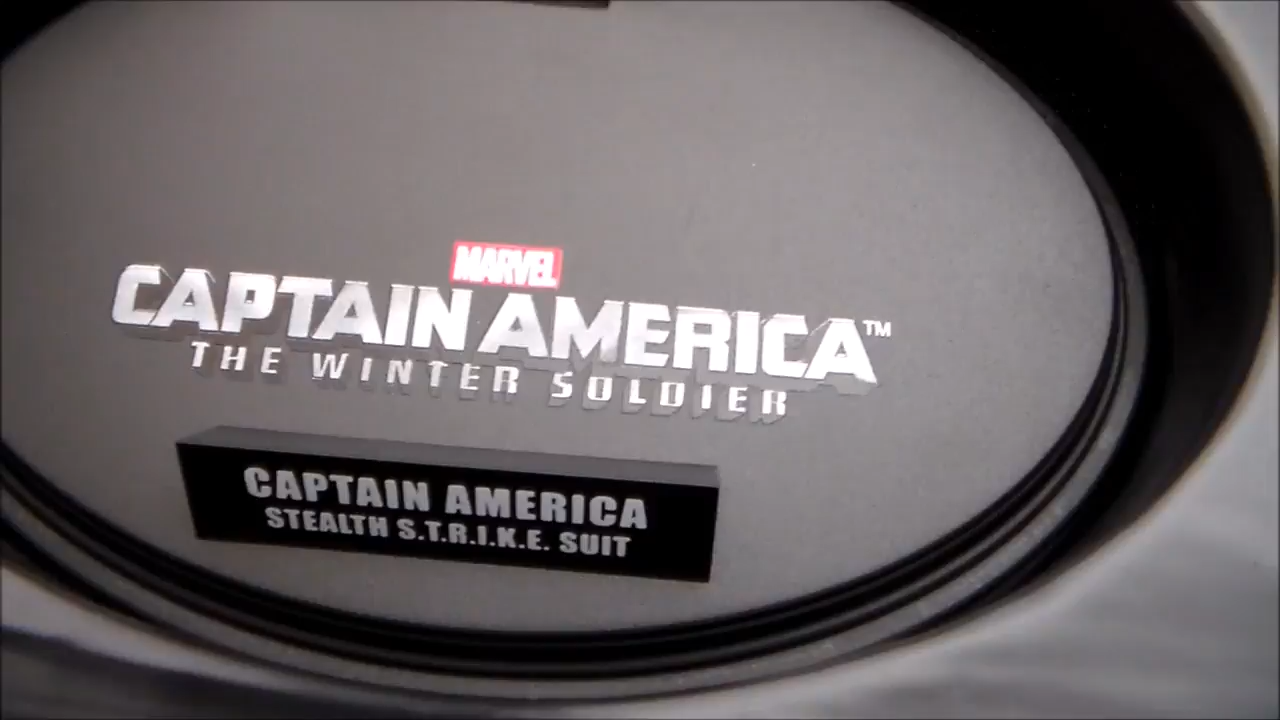 MARVEL
CAPTAIN AMERICA™
THE WINTER SOLDIER
CAPTAIN AMERICA
STEALTH S.T.R.I.K.E. SUIT